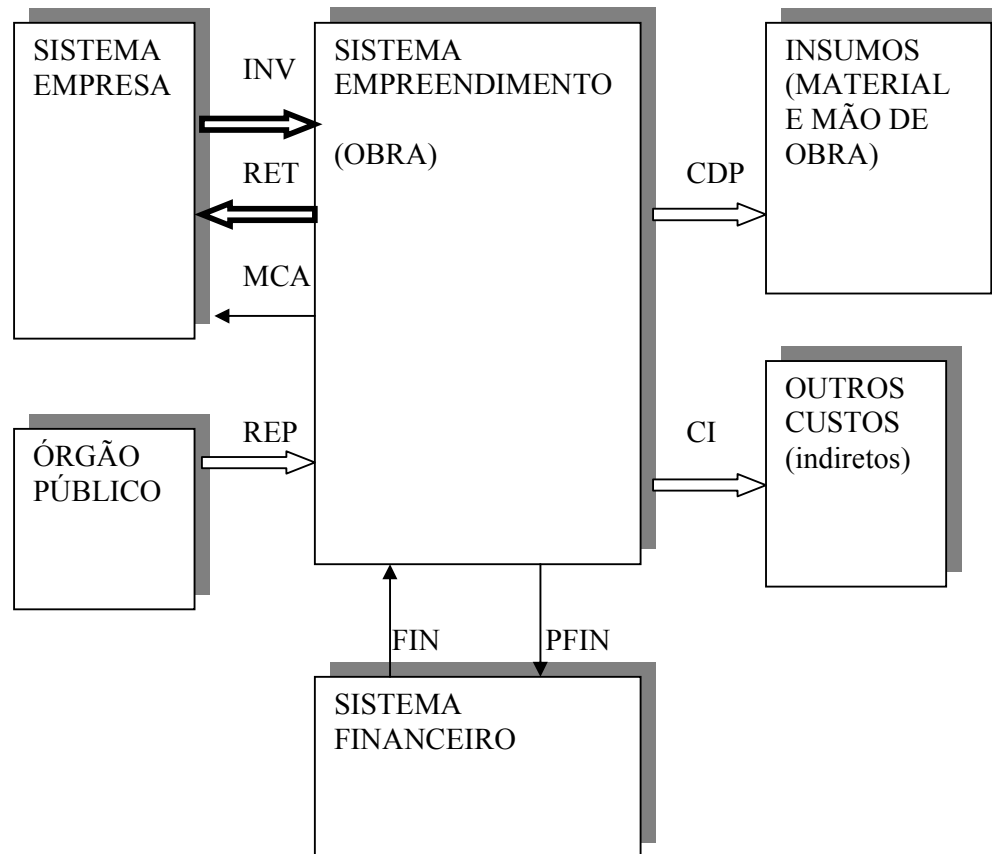 SISTEMA
EMPRESA
INV
RET
MCA
SISTEMA
EMPREENDIMENTO
(OBRA)
INSUMOS
(MATERIAL
E MÃO DE
OBRA)
CDP
ÓRGÃO
PÚBLICO
REP
CI
OUTROS
CUSTOS
(indiretos)
FIN
PFIN
SISTEMA
FINANCEIRO